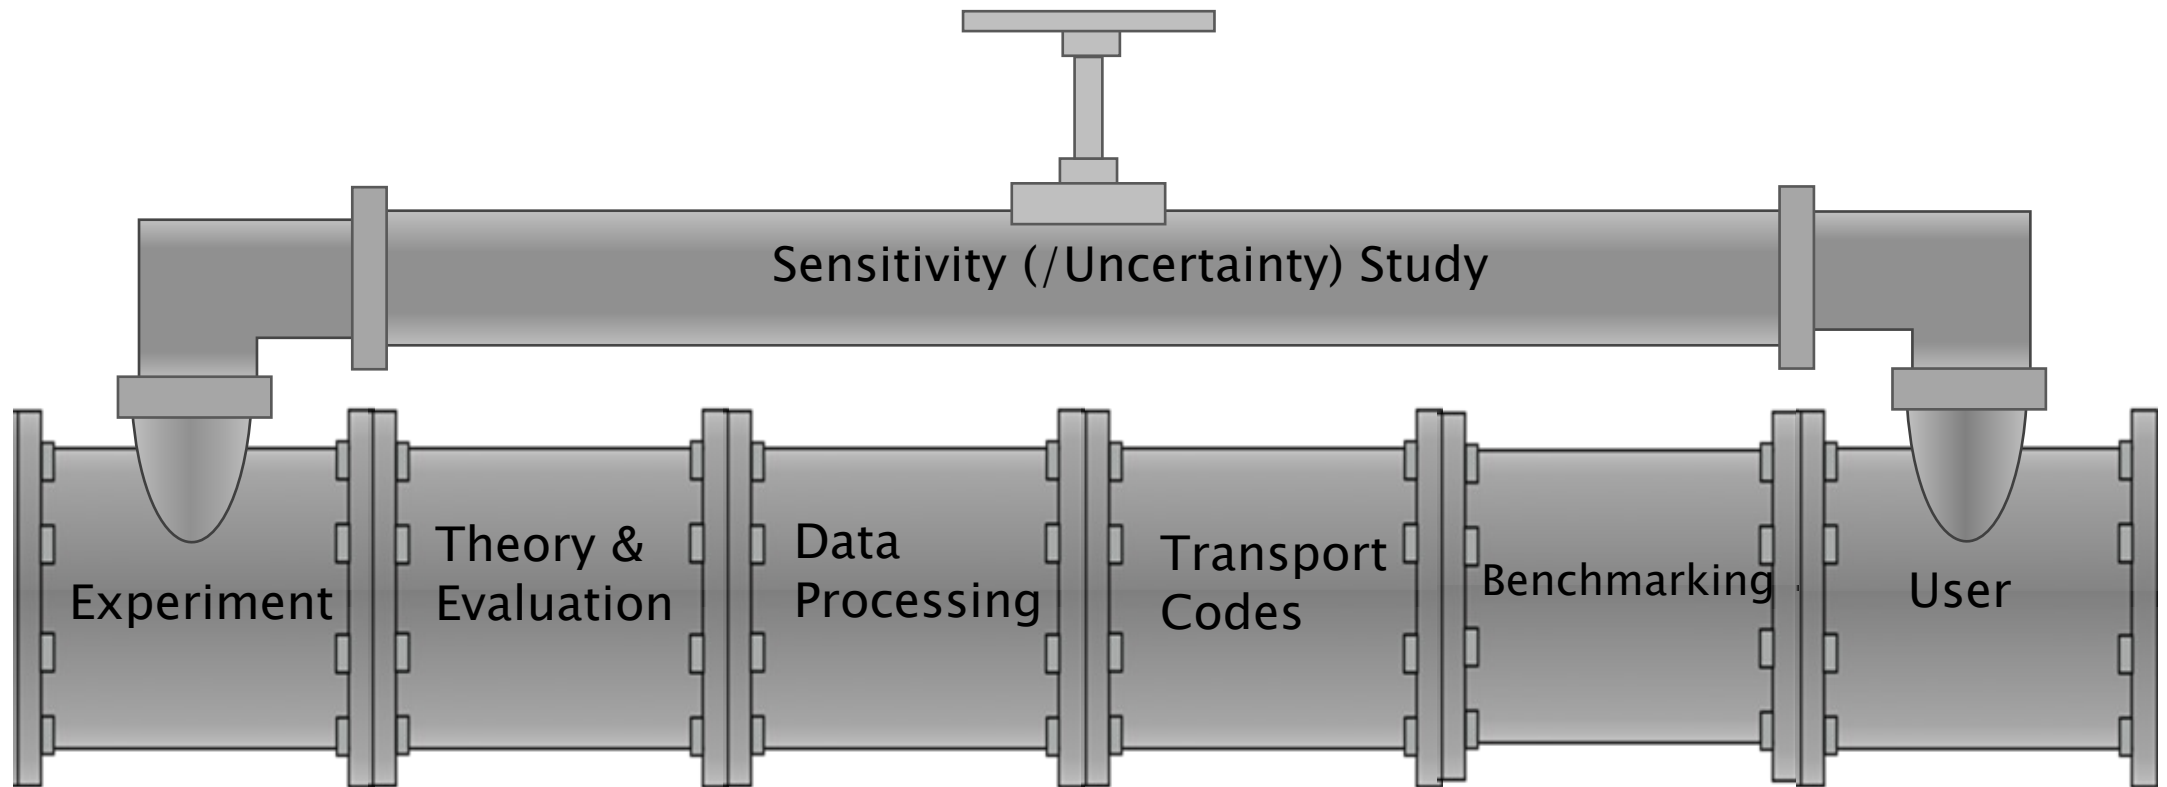 Sensitivity (/Uncertainty) Study
Experiment
Theory &
Evaluation
Data
Processing
Transport
Codes
Benchmarking
User